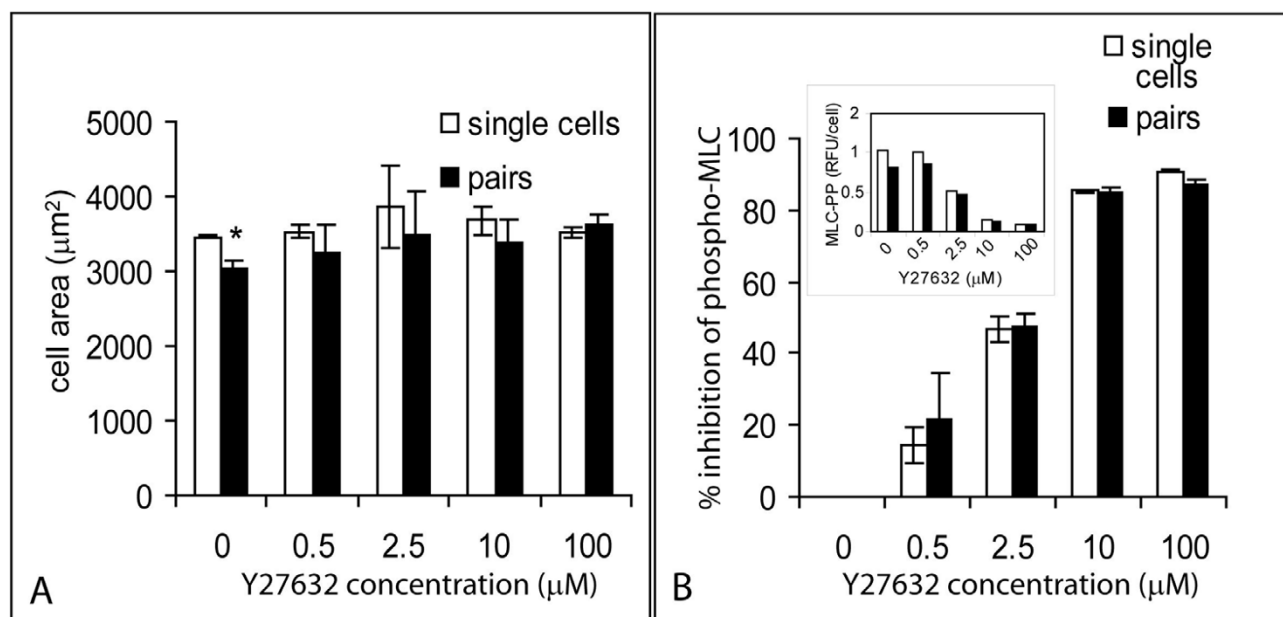 5000
4000
3000
2000
1000
0
cell area (μm²)
single cells
pairs
*
0 0.5 2.5 10 100
Y27632 concentration (μM)
A
single
cells
pairs
100
80
60
40
20
0
% inhibition of phospho-MLC
2
1
0.5
0
MLC-PP (RFU/cell)
0 0.5 2.5 10 100
Y27632 (μM)
0 0.5 2.5 10 100
Y27632 concentration (μM)
B